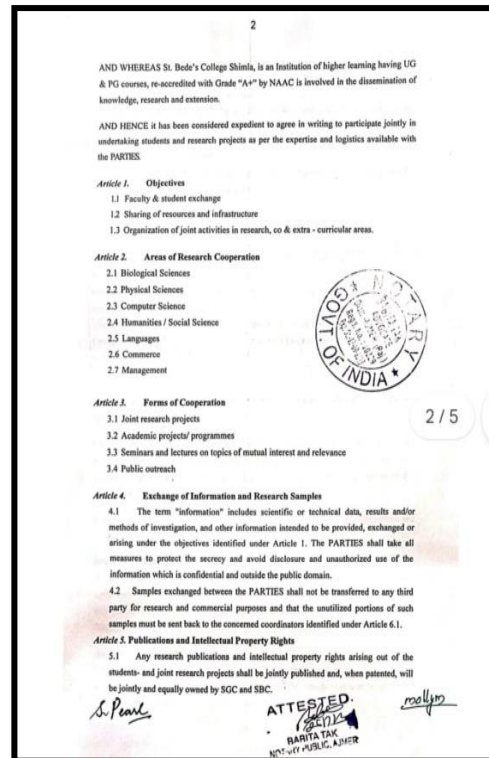 2
AND WHEREAS St. Bede's College Shimla, is an Institution of higher learning having UG
& PG courses, re-accredited with Grade "A+" by NAAC is involved in the dissemination of
knowledge, research and extension.
AND HENCE it has been considered expedient to agree in writing to participate jointly in
undertaking students and research projects as per the expertise and logistics available with
the PARTIES.
Article 1. Objectives
1.1 Faculty & student exchange
1.2 Sharing of resources and infrastructure
1.3 Organization of joint activities in research, co & extra - curricular areas.
Article 2. Areas of Research Cooperation
2.1 Biological Sciences
2.2 Physical Sciences
2.3 Computer Science
2.4 Humanities / Social Science
2.5 Languages
2.6 Commerce
2.7 Management
NOTARY
GOVT. OF INDIA
Article 3. Forms of Cooperation
2 / 5
3.1 Joint research projects
3.2 Academic projects/ programmes
3.3 Seminars and lectures on topics of mutual interest and relevance
3.4 Public outreach
Article 4. Exchange of Information and Research Samples
4.1 The term "information" includes scientific or technical data, results and/or
methods of investigation, and other information intended to be provided, exchanged or
arising under the objectives identified under Article 1. The PARTIES shall take all
measures to protect the secrecy and avoid disclosure and unauthorized use of the
information which is confidential and outside the public domain.
4.2 Samples exchanged between the PARTIES shall not be transferred to any third
party for research and commercial purposes and that the unutilized portions of such
samples must be sent back to the concerned coordinators identified under Article 6.1.
Article 5. Publications and Intellectual Property Rights
5.1 Any research publications and intellectual property rights arising out of the
students- and joint research projects shall be jointly published and, when patented, will
be jointly and equally owned by SGC and SBC.
S. Pearl
ATTESTED
RARITA TAK
NOTARY PUBLIC, AJMER